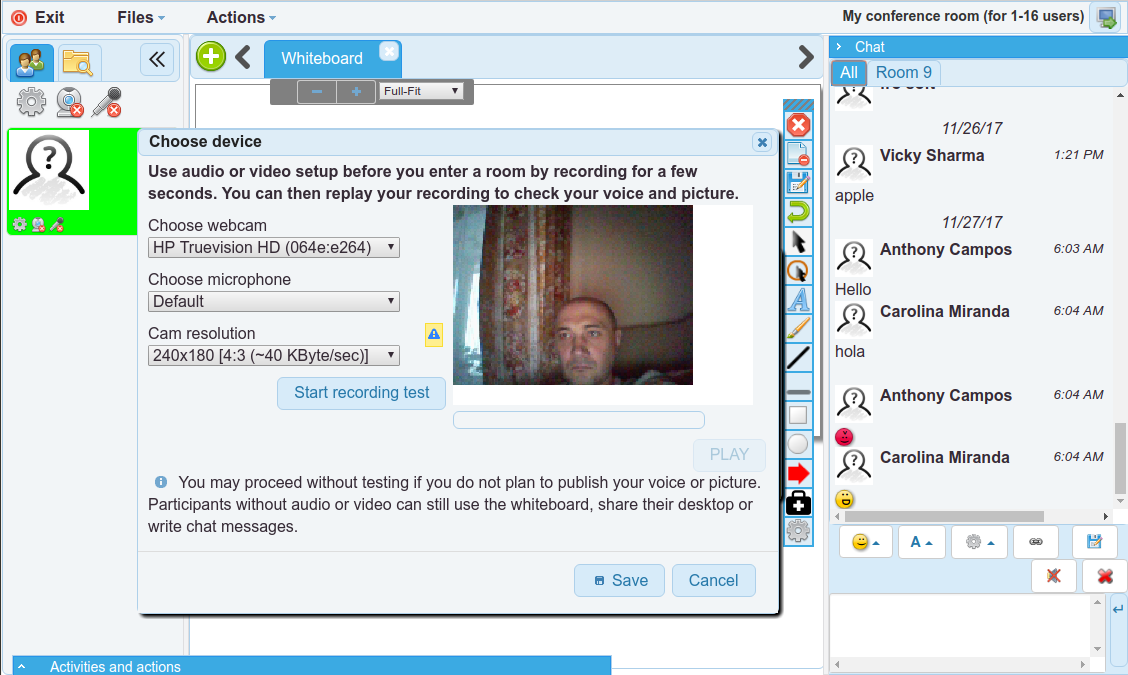 Exit
Files
Actions
My conference room (for 1-16 users)
Whiteboard
Full-Fit
Choose device
Use audio or video setup before you enter a room by recording for a few
seconds. You can then replay your recording to check your voice and picture.
Choose webcam
HP Truevision HD (064e:e264)
Choose microphone
Default
Cam resolution
240x180 [4:3 (~40 KByte/sec)]
Start recording test
PLAY
You may proceed without testing if you do not plan to publish your voice or picture.
Participants without audio or video can still use the whiteboard, share their desktop or
write chat messages.
Save
Cancel
Activities and actions
Chat
All
Room 9
11/26/17
Vicky Sharma
1:21 PM
apple
11/27/17
Anthony Campos
6:03 AM
Hello
Carolina Miranda
6:04 AM
hola
Anthony Campos
6:04 AM
Carolina Miranda
6:04 AM
A